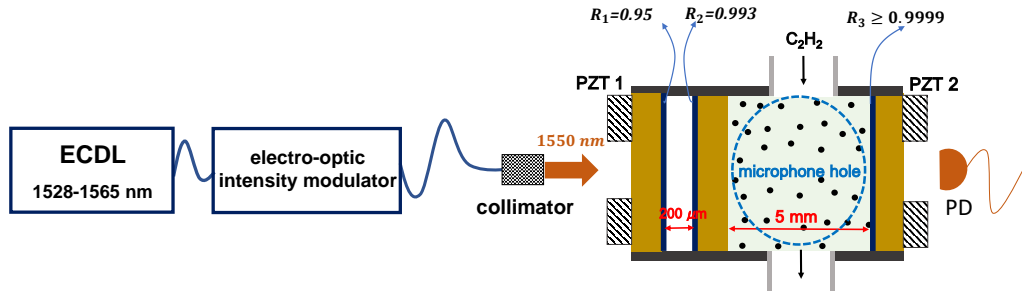 R₁=0.95
R₂=0.993
R₃ ≥ 0.9999
C₂H₂
PZT 1
PZT 2
ECDL
1528-1565 nm
electro-optic
intensity modulator
1550 nm
collimator
microphone hole
200 μm
5 mm
PD